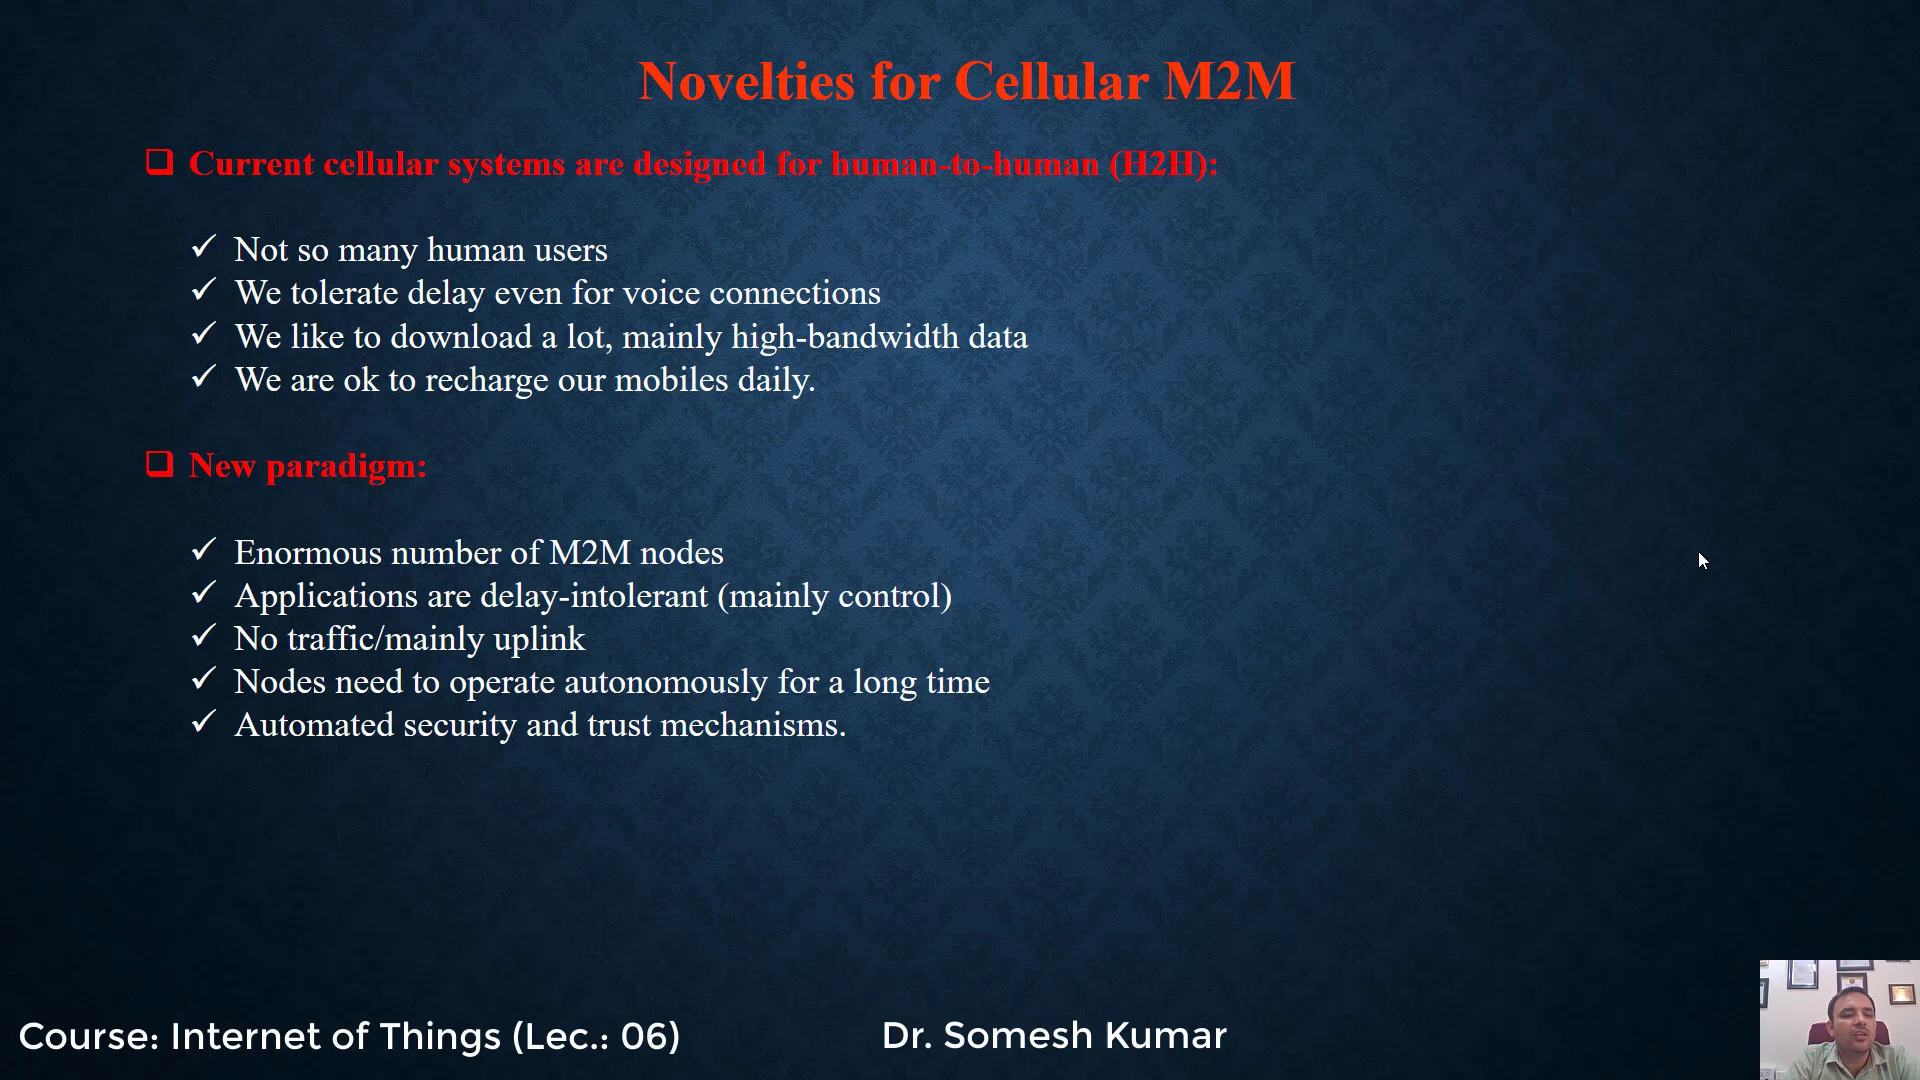 Novelties for Cellular M2M
Current cellular systems are designed for human-to-human (H2H):
Not so many human users
We tolerate delay even for voice connections
We like to download a lot, mainly high-bandwidth data
We are ok to recharge our mobiles daily.
New paradigm:
Enormous number of M2M nodes
Applications are delay-intolerant (mainly control)
No traffic/mainly uplink
Nodes need to operate autonomously for a long time
Automated security and trust mechanisms.
Course: Internet of Things (Lec.: 06)
Dr. Somesh Kumar